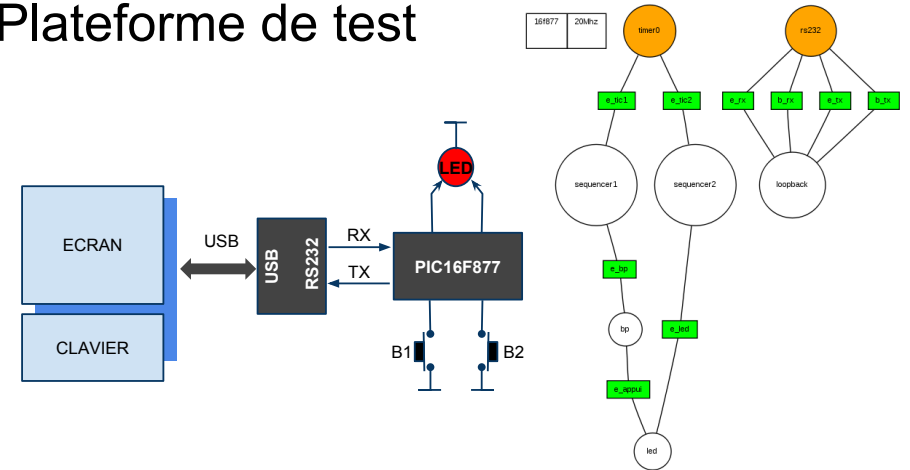 Plateforme de test
16f877 20Mhz
timer0
rs232
e_tic1 e_tic2
e_rx b_rx e_tx b_tx
LED
sequencer1 sequencer2
loopback
ECRAN
USB
USB
RS232
RX
TX
PIC16F877
e_bp
bp
e_led
CLAVIER
B1 B2
e_appui
led